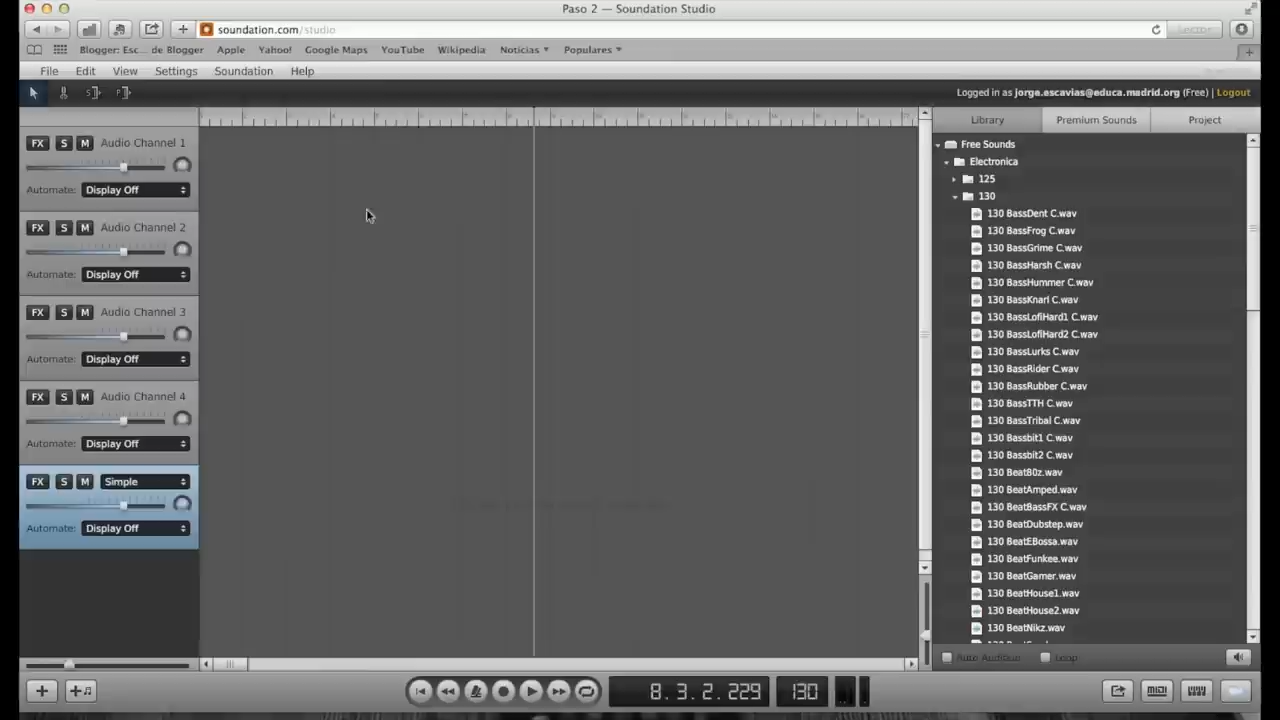 Paso 2 — Soundation Studio
soundation.com/studio
Blogger: Esc... de Blogger Apple Yahoo! Google Maps YouTube Wikipedia Noticias Populares
File Edit View Settings Soundation Help
Logged in as jorge.escavias@educa.madrid.org (Free) | Logout
Library Premium Sounds Project
FX S M Audio Channel 1
Automate: Display Off
FX S M Audio Channel 2
Automate: Display Off
FX S M Audio Channel 3
Automate: Display Off
FX S M Audio Channel 4
Automate: Display Off
FX S M Simple
Automate: Display Off
Free Sounds
Electronica
125
130
130 BassDent C.wav
130 BassFrog C.wav
130 BassGrime C.wav
130 BassHarsh C.wav
130 BassHummer C.wav
130 BassKnarl C.wav
130 BassLofiHard1 C.wav
130 BassLofiHard2 C.wav
130 BassLurks C.wav
130 BassRider C.wav
130 BassRubber C.wav
130 BassTTH C.wav
130 BassTribal C.wav
130 Bassbit1 C.wav
130 Bassbit2 C.wav
130 BeatB0z.wav
130 BeatAmped.wav
130 BeatBassFX C.wav
130 BeatDubstep.wav
130 BeatEBossa.wav
130 BeatFunkee.wav
130 BeatGamer.wav
130 BeatHouse1.wav
130 BeatHouse2.wav
130 BeatNikz.wav
Auto Audition Loop
8. 3. 2. 229 130